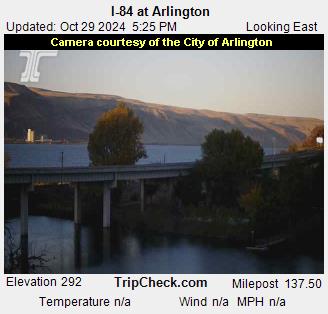 I-84 at Arlington
Updated: Oct 29 2024 5:25 PM Looking East
Camera courtesy of the City of Arlington
Elevation 292 TripCheck.com Milepost 137.50
Temperature n/a Wind n/a MPH n/a